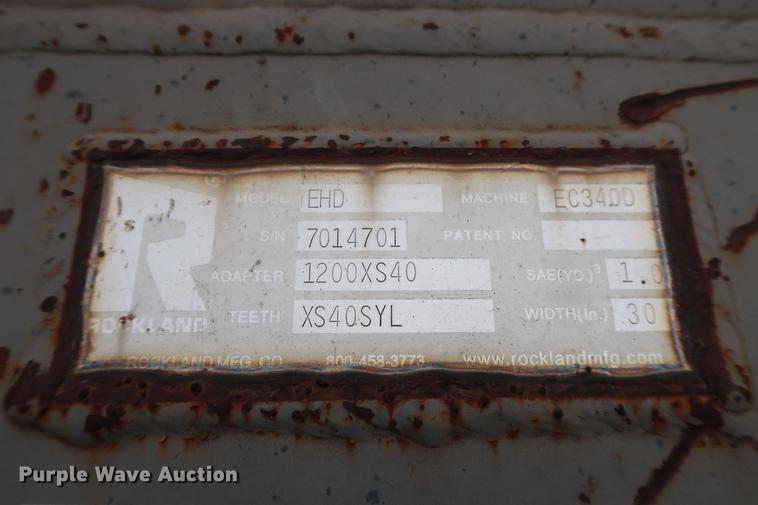 MODEL EHD MACHINE EC340D
S/N 7014701 PATENT NO.
ADAPTER 1200XS40 SAE(YD.)³ 1.0
TEETH XS40SYL WIDTH(in.) 30
R
ROCKLAND
ROCKLAND MFG. CO. 800-458-3773 www.rocklandmfg.com
Purple Wave Auction